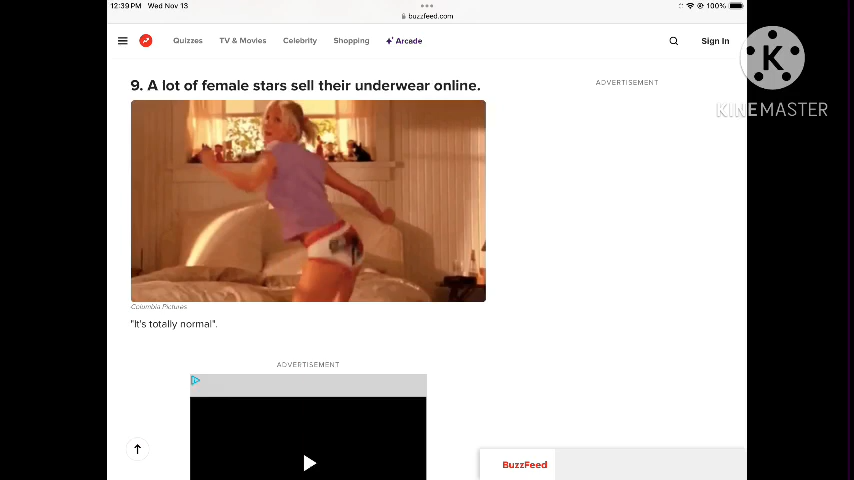 12:39 PM Wed Nov 13
100%
buzzfeed.com
Quizzes TV & Movies Celebrity Shopping Arcade
Sign In
K
KINEMASTER
9. A lot of female stars sell their underwear online.
ADVERTISEMENT
Columbia Pictures
"It's totally normal".
ADVERTISEMENT
BuzzFeed